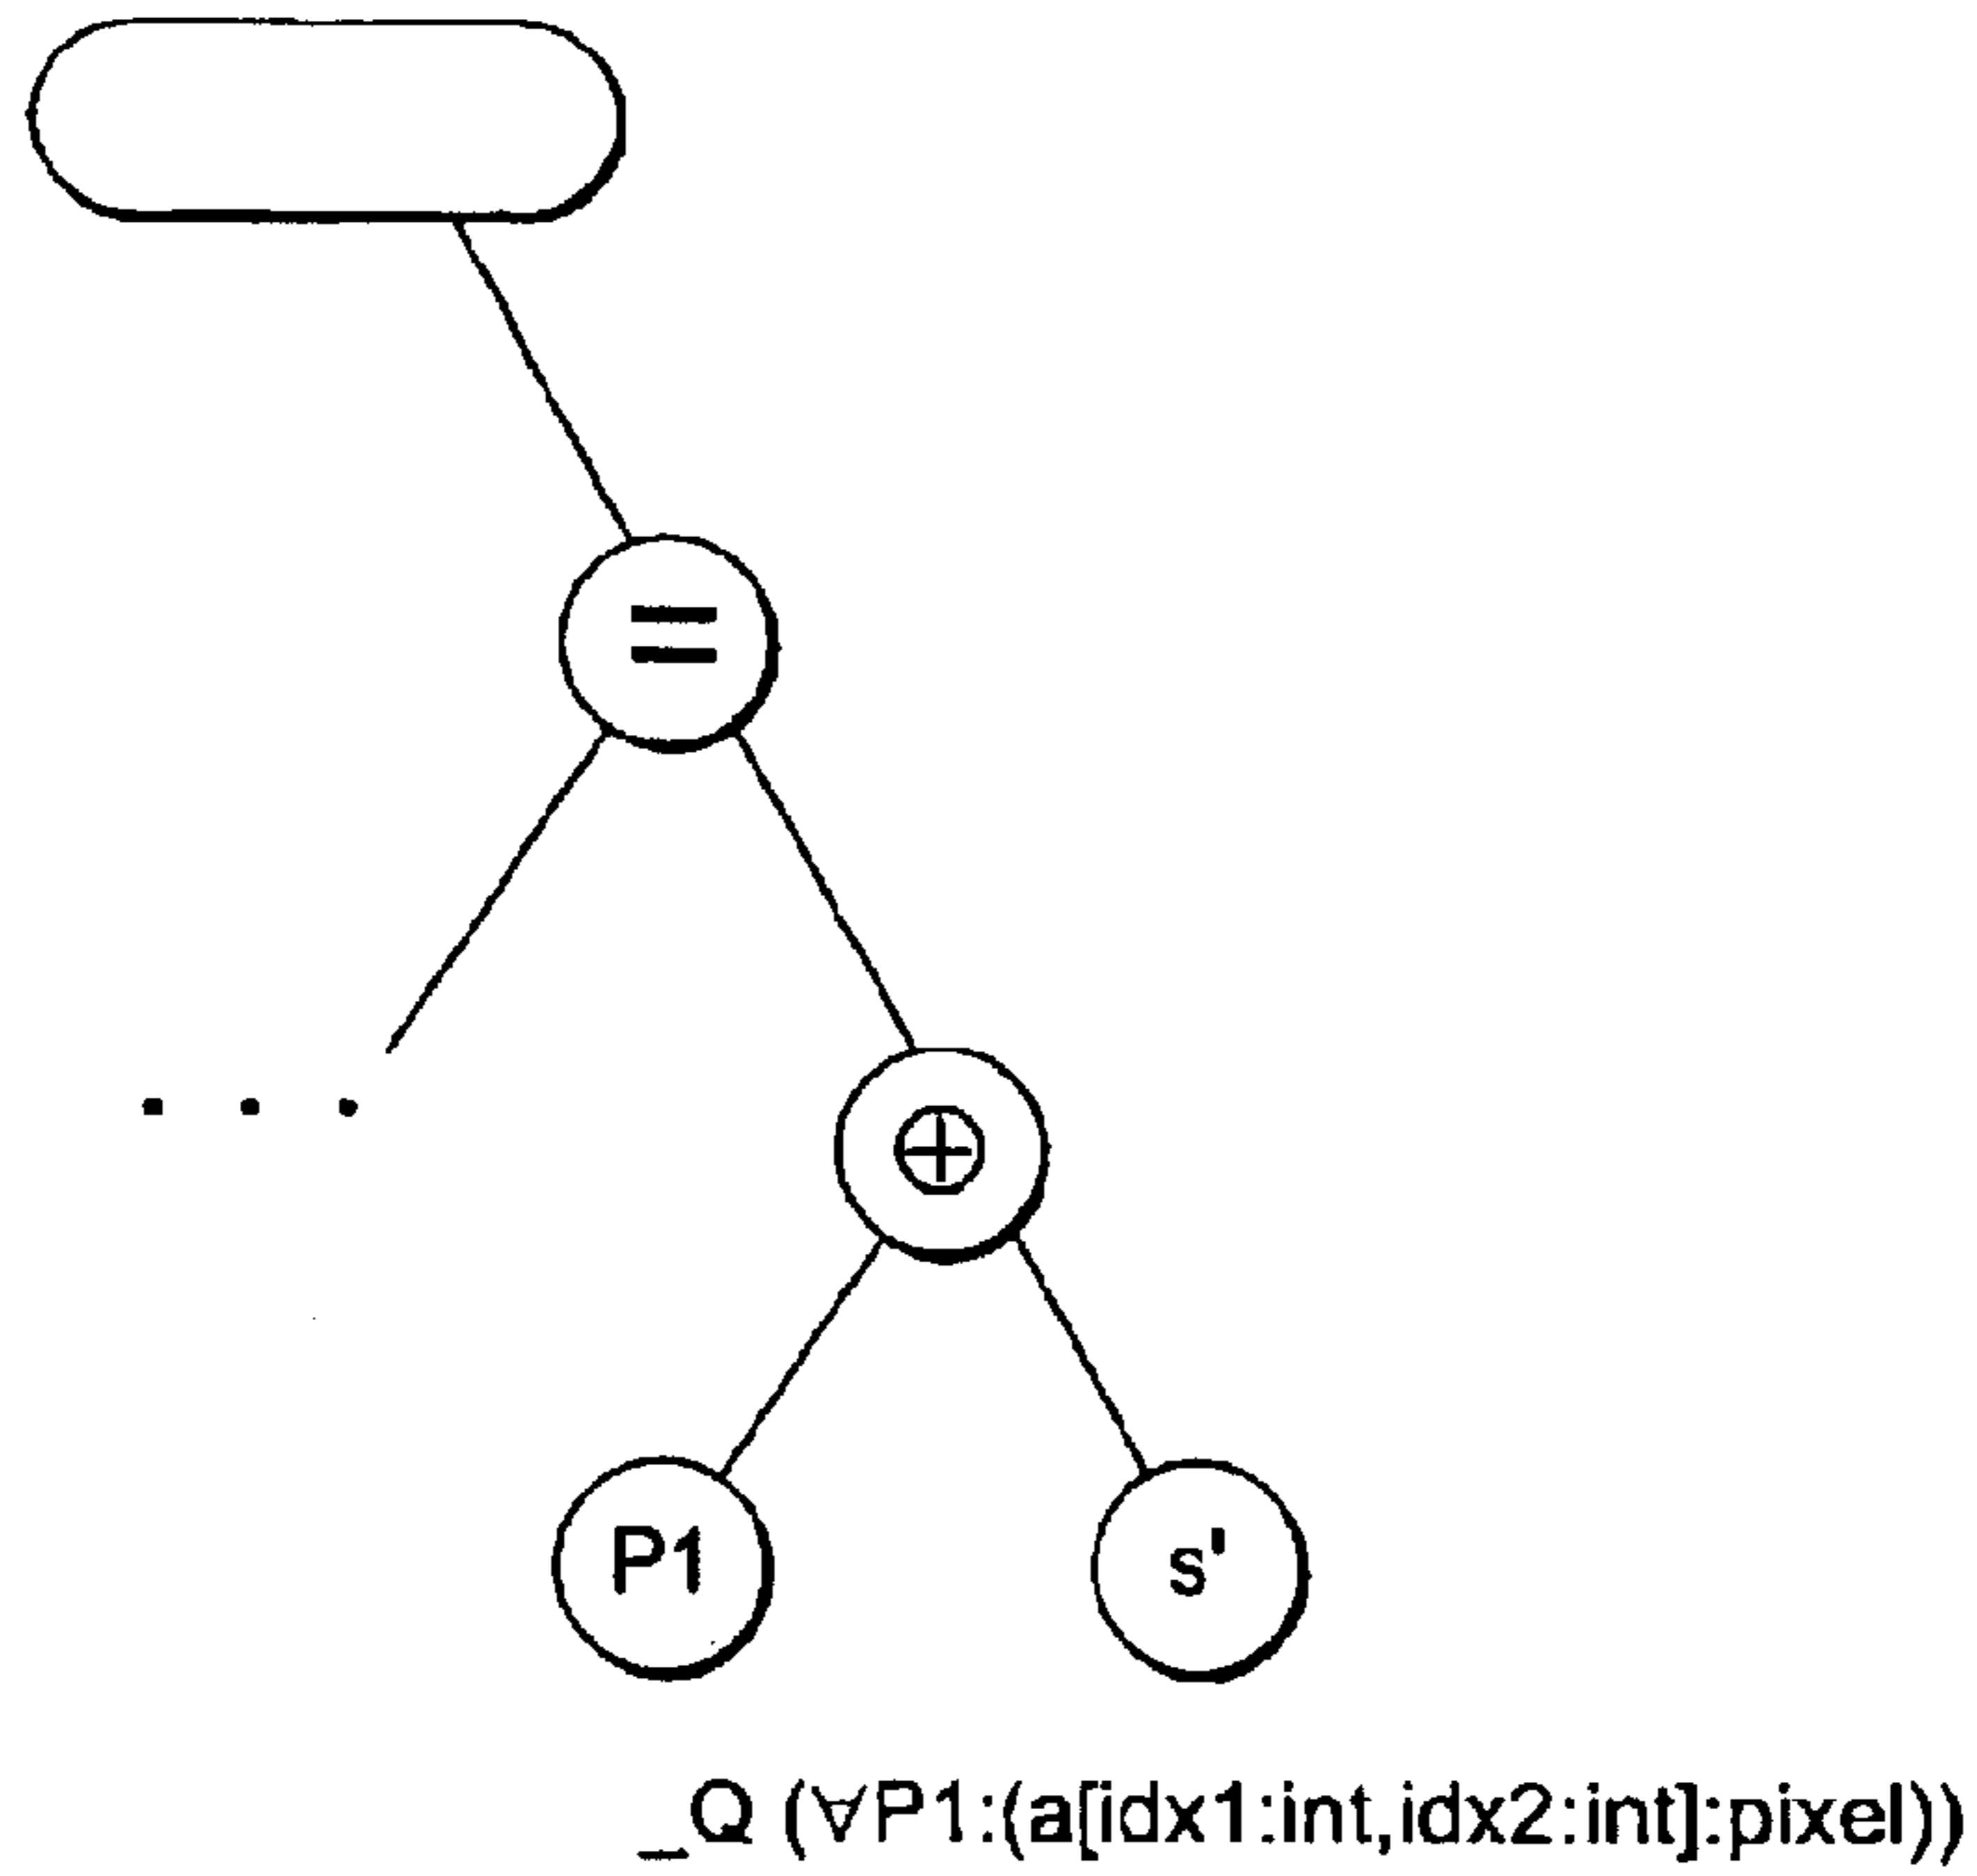 =
. . .
⊕
P1
s'
_Q (∀P1:(a[idx1:int,idx2:int]:pixel))